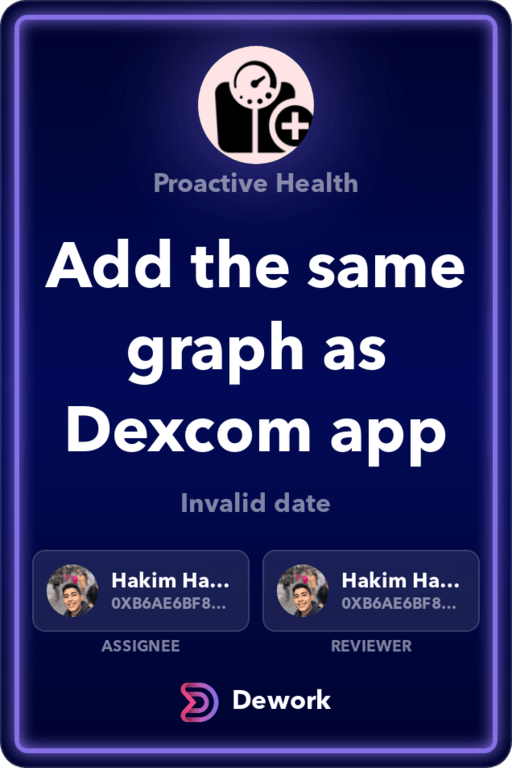 Proactive Health
Add the same
graph as
Dexcom app
Invalid date
Hakim Ha...
0XB6AE6BF8...
ASSIGNEE
Hakim Ha...
0XB6AE6BF8...
REVIEWER
Dework